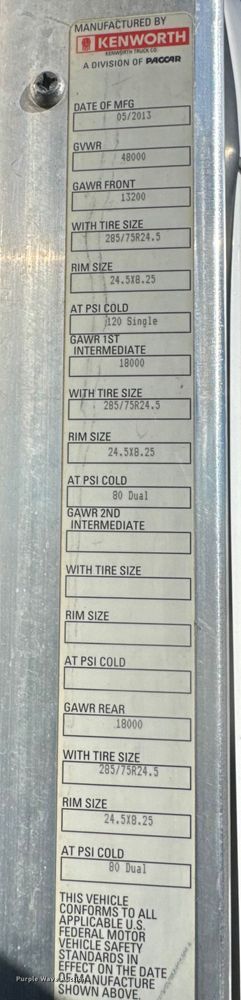 MANUFACTURED BY
KENWORTH
KENWORTH TRUCK CO.
A DIVISION OF PACCAR
DATE OF MFG
05/2013
GVWR
48000
GAWR FRONT
13200
WITH TIRE SIZE
285/75R24.5
RIM SIZE
24.5X8.25
AT PSI COLD
120 Single
GAWR 1ST
INTERMEDIATE
18000
WITH TIRE SIZE
285/75R24.5
RIM SIZE
24.5X8.25
AT PSI COLD
80 Dual
GAWR 2ND
INTERMEDIATE
WITH TIRE SIZE
RIM SIZE
AT PSI COLD
GAWR REAR
18000
WITH TIRE SIZE
285/75R24.5
RIM SIZE
24.5X8.25
AT PSI COLD
80 Dual
THIS VEHICLE
CONFORMS TO ALL
APPLICABLE U.S.
FEDERAL MOTOR
VEHICLE SAFETY
STANDARDS IN
EFFECT ON THE DATE
OF MANUFACTURE
SHOWN ABOVE.
Purple Wave